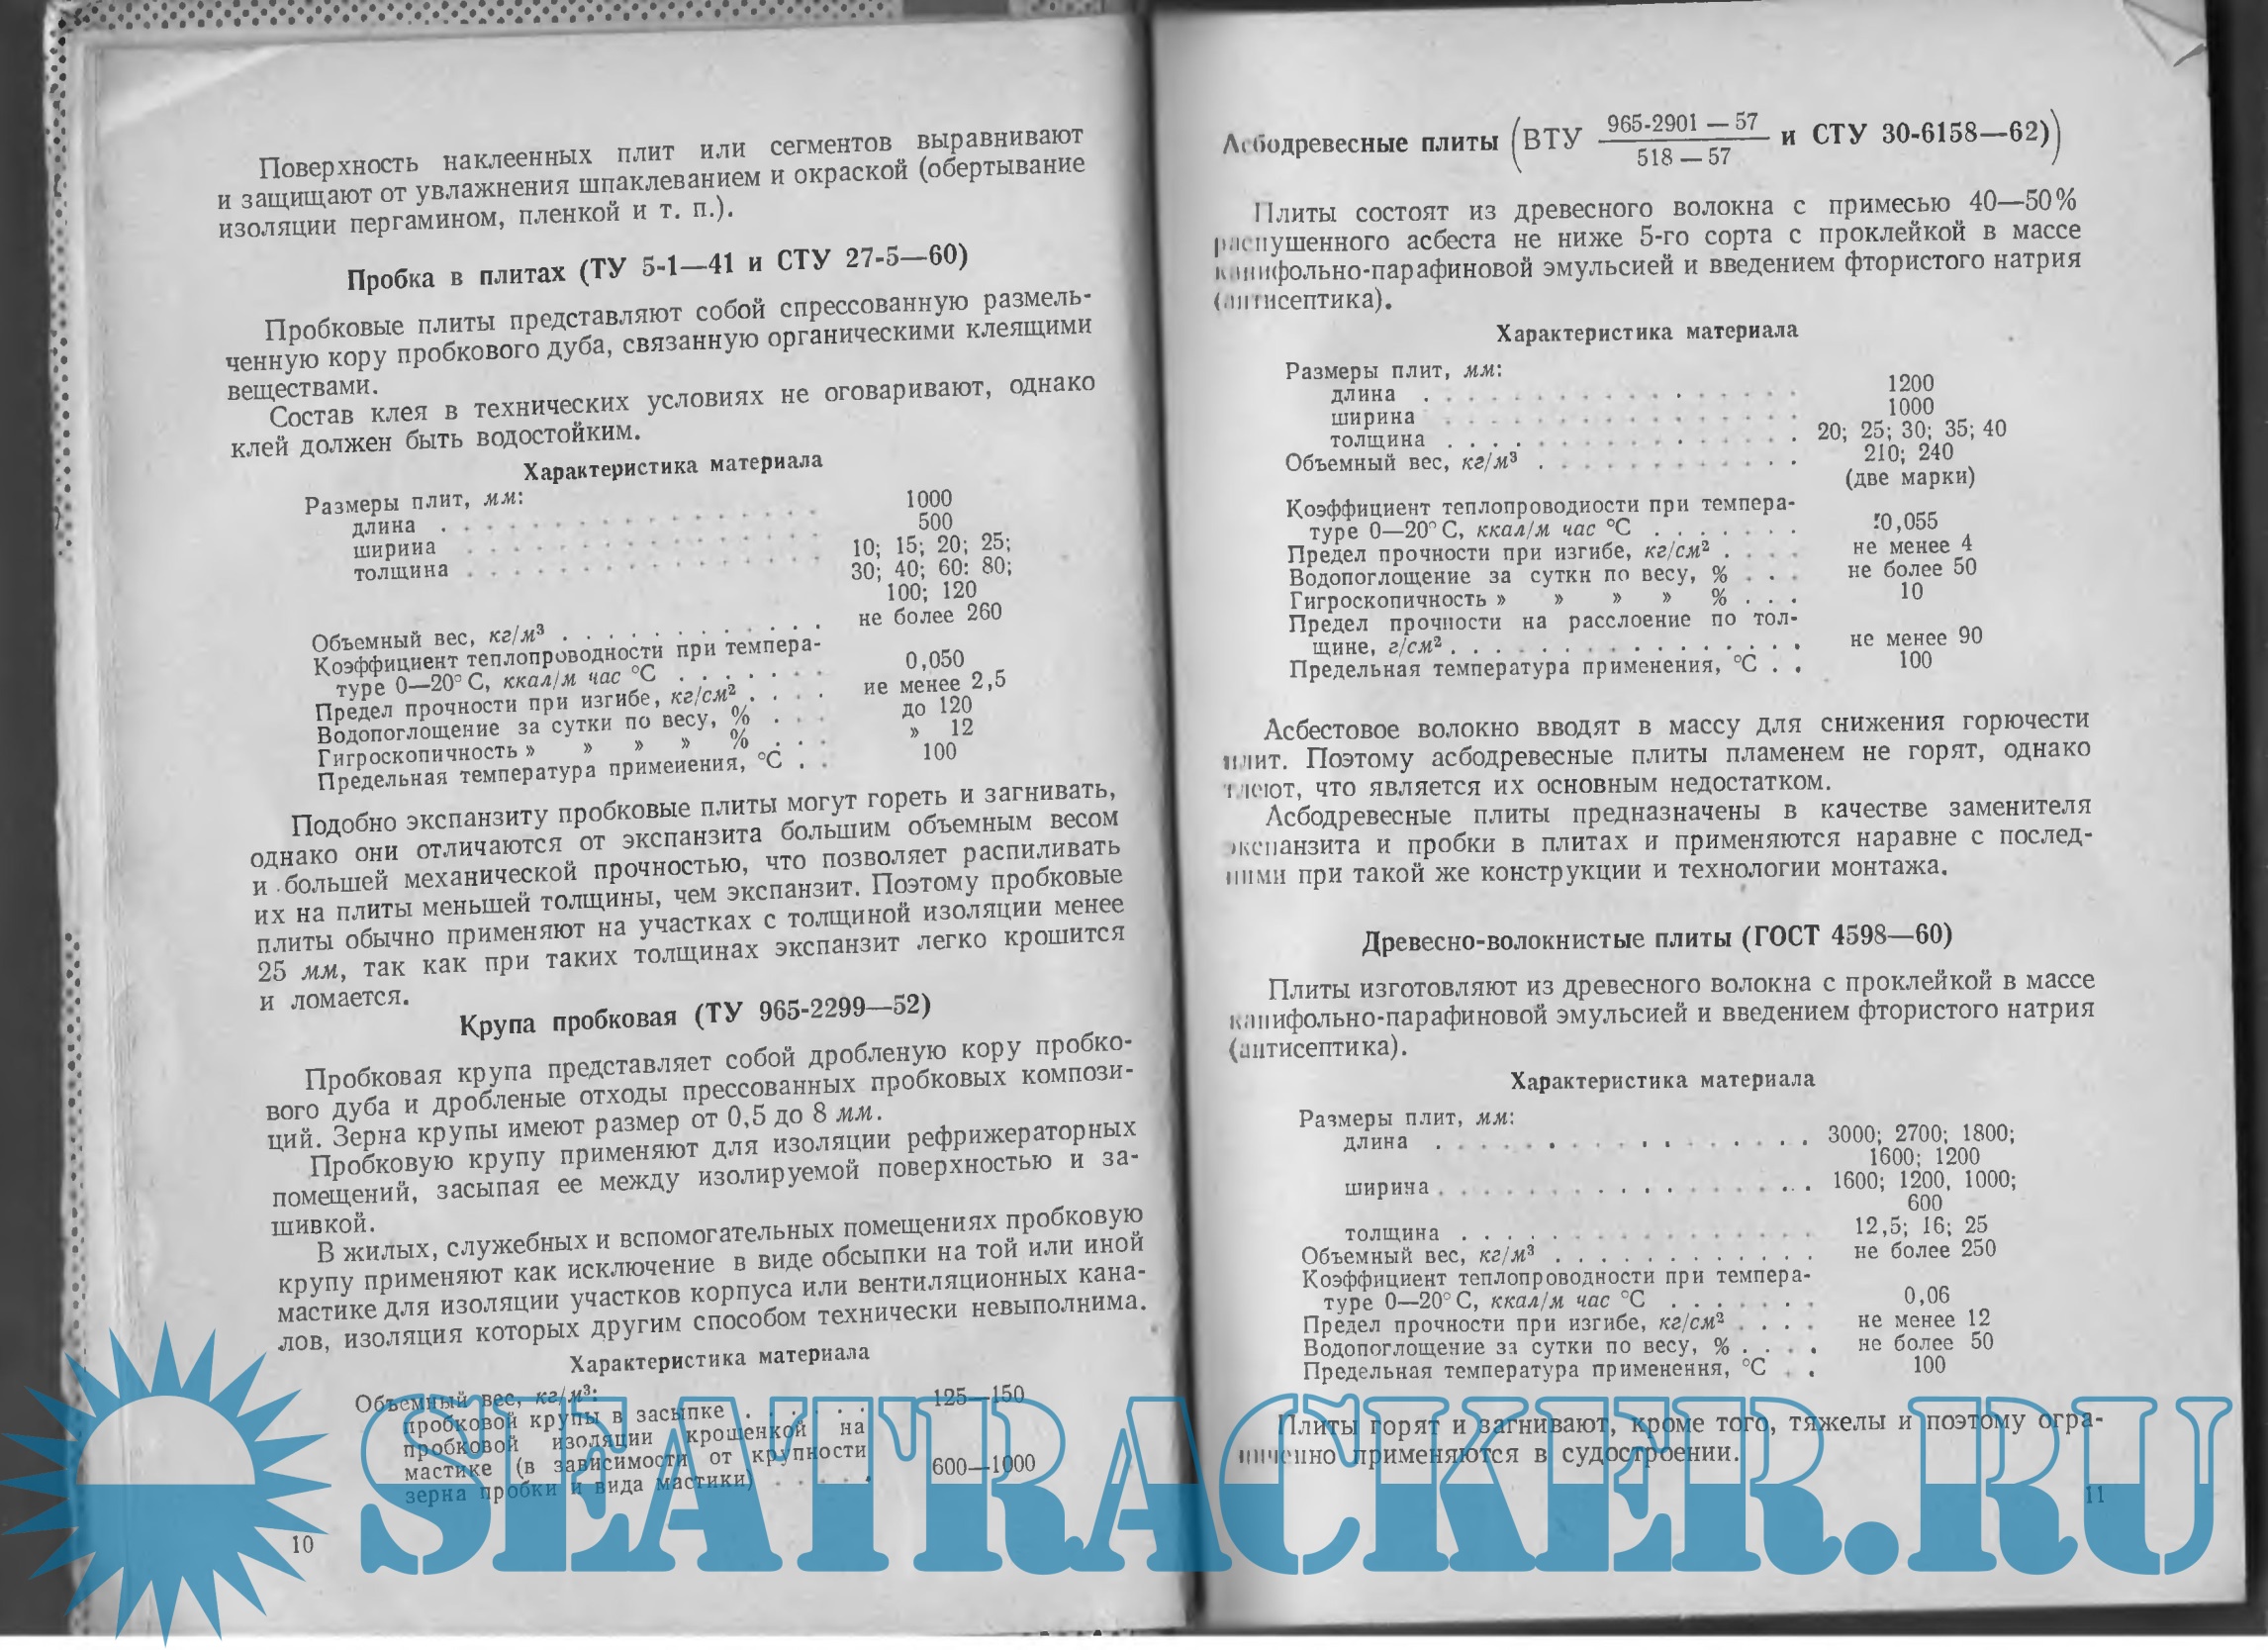 Поверхность наклеенных плит или сегментов выравнивают
и защищают от увлажнения шпаклеванием и окраской (обертывание
изоляции пергамином, пленкой и т. п.).
Пробка в плитах (ТУ 5-1—41 и СТУ 27-5—60)
Пробковые плиты представляют собой спрессованную размель-
ченную кору пробкового дуба, связанную органическими клеящими
веществами.
Состав клея в технических условиях не оговаривают, однако
клей должен быть водостойким.
Характеристика материала
Размеры плит, мм:
длина . . . . . . . . . . . . . . . . . 1000
ширина . . . . . . . . . . . . . . . . 500
толщина . . . . . . . . . . . . . . . . 10; 15; 20; 25;
30; 40; 60; 80;
100; 120
Объемный вес, кг/м³ . . . . . . . . . . . . не более 260
Коэффициент теплопроводности при темпера-
туре 0—20° С, ккал/м час °С . . . . . . . 0,050
Предел прочности при изгибе, кг/см² . . . . не менее 2,5
Водопоглощение за сутки по весу, % . . . до 120
Гигроскопичность » » » » % . . . » 12
Предельная температура применения, °С . . 100
Подобно экспанзиту пробковые плиты могут гореть и загнивать,
однако они отличаются от экспанзита большим объемным весом
и большей механической прочностью, что позволяет распиливать
их на плиты меньшей толщины, чем экспанзит. Поэтому пробковые
плиты обычно применяют на участках с толщиной изоляции менее
25 мм, так как при таких толщинах экспанзит легко крошится
и ломается.
Крупа пробковая (ТУ 965-2299—52)
Пробковая крупа представляет собой дробленую кору пробко-
вого дуба и дробленые отходы прессованных пробковых компози-
ций. Зерна крупы имеют размер от 0,5 до 8 мм.
Пробковую крупу применяют для изоляции рефрижераторных
помещений, засыпая ее между изолируемой поверхностью и за-
шивкой.
В жилых, служебных и вспомогательных помещениях пробковую
крупу применяют как исключение в виде обсыпки на той или иной
мастике для изоляции участков корпуса или вентиляционных кана-
лов, изоляция которых другим способом технически невыполнима.
Характеристика материала
Объемный вес, кг/м³:
пробковой крупы в засыпке . . . . . . 125—150
пробковой изоляции крошенкой на
мастике (в зависимости от крупности
зерна пробки и вида мастики) . . . . . 600—1000
10
Асбодревесные плиты (ВТУ 965-2901 — 57 / 518 — 57 и СТУ 30-6158—62))
Плиты состоят из древесного волокна с примесью 40—50%
распушенного асбеста не ниже 5-го сорта с проклейкой в массе
канифольно-парафиновой эмульсией и введением фтористого натрия
(антисептика).
Характеристика материала
Размеры плит, мм:
длина . . . . . . . . . . . . . . . . . 1200
ширина . . . . . . . . . . . . . . . . 1000
толщина . . . . . . . . . . . . . . . . 20; 25; 30; 35; 40
Объемный вес, кг/м³ . . . . . . . . . . . . 210; 240
(две марки)
Коэффициент теплопроводности при темпера-
туре 0—20° С, ккал/м час °С . . . . . . . 0,055
Предел прочности при изгибе, кг/см² . . . . не менее 4
Водопоглощение за сутки по весу, % . . . не более 50
Гигроскопичность » » » » % . . . 10
Предел прочности на расслоение по тол-
щине, г/см² . . . . . . . . . . . . . . . . не менее 90
Предельная температура применения, °С . . 100
Асбестовое волокно вводят в массу для снижения горючести
плит. Поэтому асбодревесные плиты пламенем не горят, однако
тлеют, что является их основным недостатком.
Асбодревесные плиты предназначены в качестве заменителя
экспанзита и пробки в плитах и применяются наравне с послед-
ними при такой же конструкции и технологии монтажа.
Древесно-волокнистые плиты (ГОСТ 4598—60)
Плиты изготовляют из древесного волокна с проклейкой в массе
канифольно-парафиновой эмульсией и введением фтористого натрия
(антисептика).
Характеристика материала
Размеры плит, мм:
длина . . . . . . . . . . . . . . . . . 3000; 2700; 1800;
1600; 1200
ширина . . . . . . . . . . . . . . . . . 1600; 1200, 1000;
600
толщина . . . . . . . . . . . . . . . . 12,5; 16; 25
Объемный вес, кг/м³ . . . . . . . . . . . . не более 250
Коэффициент теплопроводности при темпера-
туре 0—20° С, ккал/м час °С . . . . . . . 0,06
Предел прочности при изгибе, кг/см² . . . . не менее 12
Водопоглощение за сутки по весу, % . . . . не более 50
Предельная температура применения, °С . . 100
Плиты горят и загнивают, кроме того, тяжелы и поэтому огра-
ниченно применяются в судостроении.
11
SEATRACKER.RU